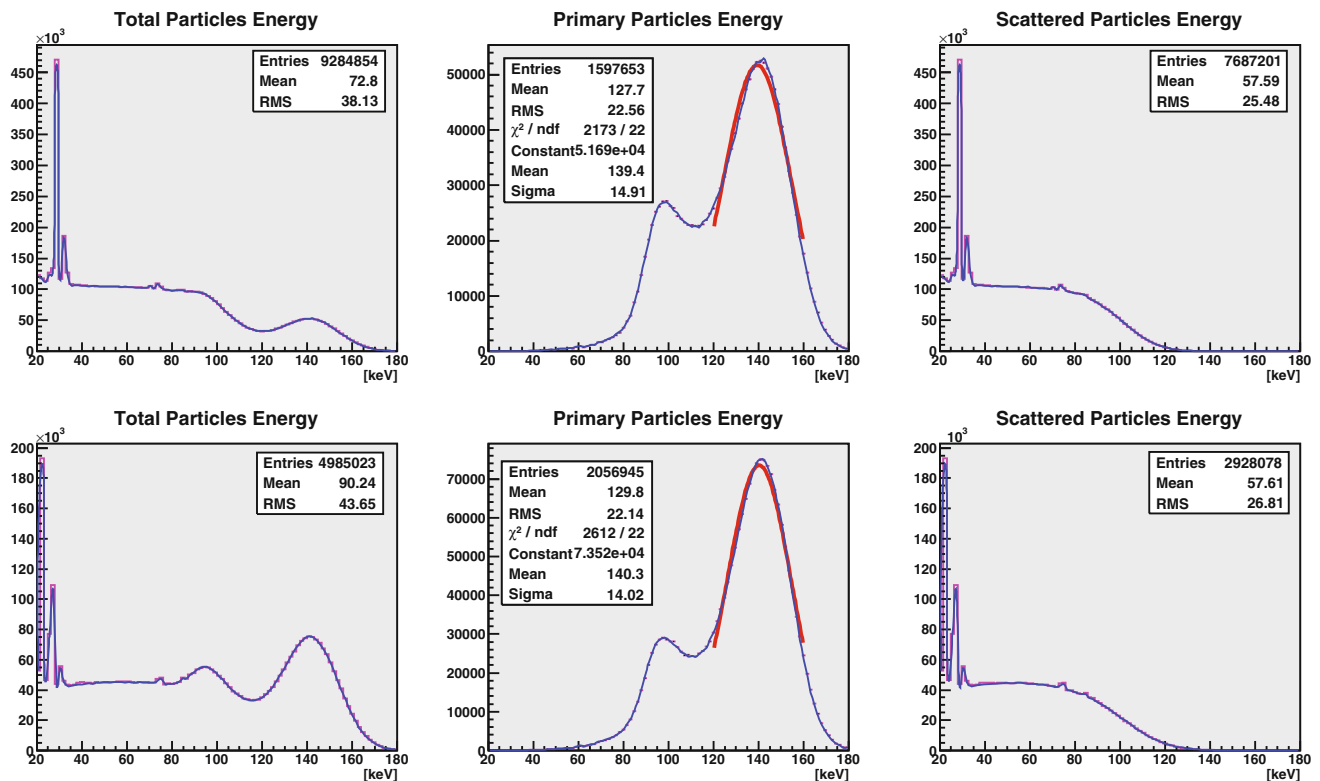 Total Particles Energy
×10³
Entries 9284854
Mean 72.8
RMS 38.13
450
400
350
300
250
200
150
100
50
0
20 40 60 80 100 120 140 160 180
[keV]
Primary Particles Energy
Entries 1597653
Mean 127.7
RMS 22.56
χ² / ndf 2173 / 22
Constant 5.169e+04
Mean 139.4
Sigma 14.91
50000
40000
30000
20000
10000
0
20 40 60 80 100 120 140 160 180
[keV]
Scattered Particles Energy
×10³
Entries 7687201
Mean 57.59
RMS 25.48
450
400
350
300
250
200
150
100
50
0
20 40 60 80 100 120 140 160 180
[keV]
Total Particles Energy
×10³
Entries 4985023
Mean 90.24
RMS 43.65
200
180
160
140
120
100
80
60
40
20
0
20 40 60 80 100 120 140 160 180
[keV]
Primary Particles Energy
Entries 2056945
Mean 129.8
RMS 22.14
χ² / ndf 2612 / 22
Constant 7.352e+04
Mean 140.3
Sigma 14.02
70000
60000
50000
40000
30000
20000
10000
0
20 40 60 80 100 120 140 160 180
[keV]
Scattered Particles Energy
10³
Entries 2928078
Mean 57.61
RMS 26.81
200
180
160
140
120
100
80
60
40
20
0
20 40 60 80 100 120 140 160 180
[keV]